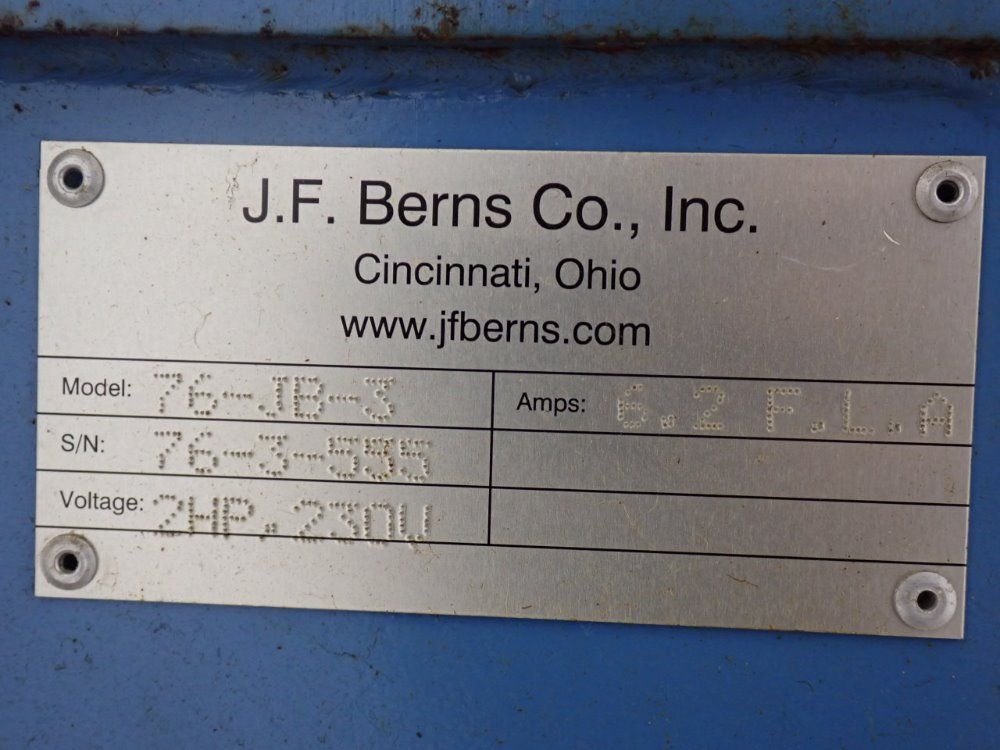 J.F. Berns Co., Inc.
Cincinnati, Ohio
www.jfberns.com
Model: 76-JB-3
Amps: 6.2 F.L.A
S/N: 76-3-595
Voltage: 2HP.230V